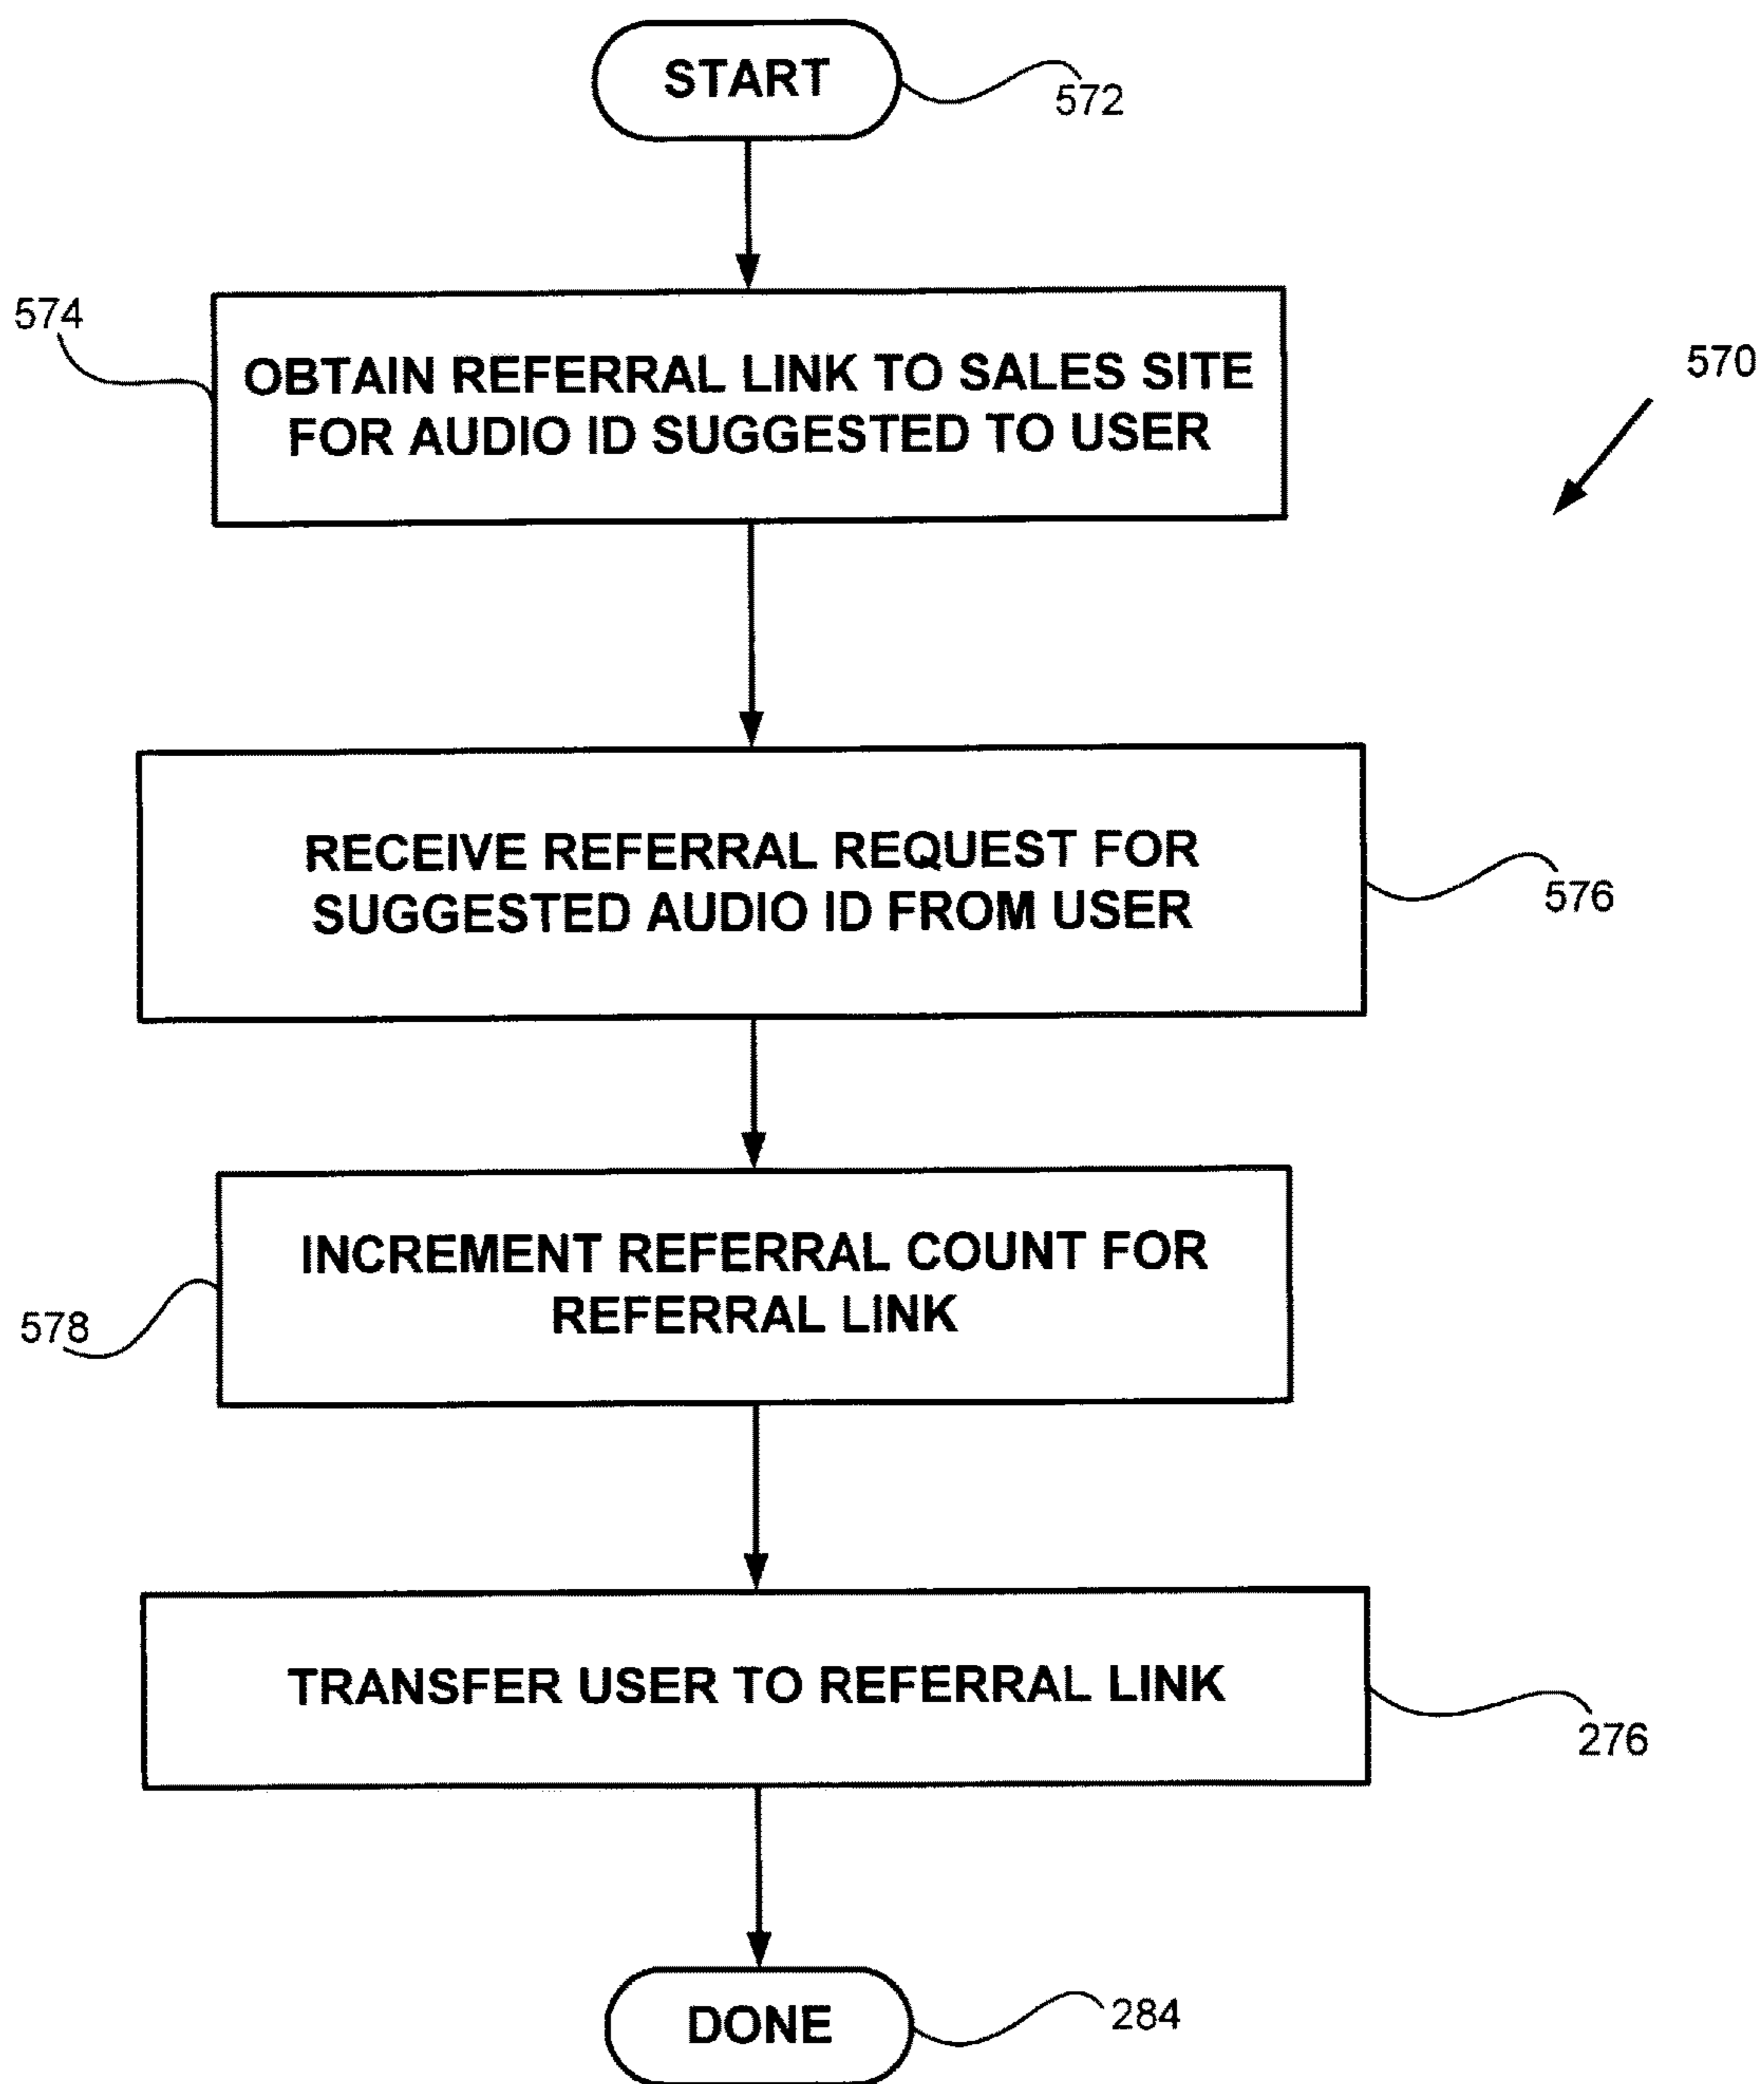 START
572
574
OBTAIN REFERRAL LINK TO SALES SITE
FOR AUDIO ID SUGGESTED TO USER
570
RECEIVE REFERRAL REQUEST FOR
SUGGESTED AUDIO ID FROM USER
576
INCREMENT REFERRAL COUNT FOR
REFERRAL LINK
578
TRANSFER USER TO REFERRAL LINK
276
DONE
284